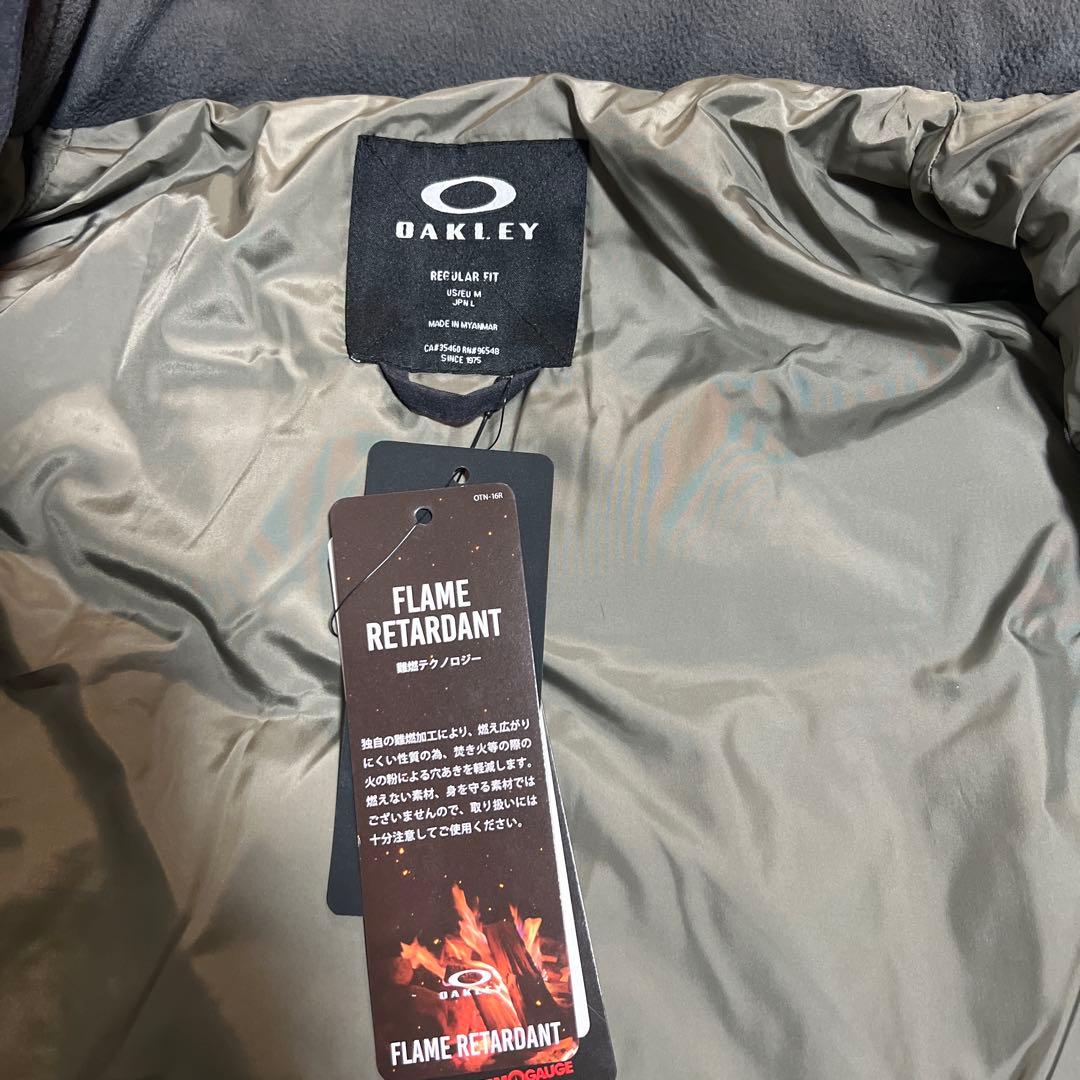 OAKLEY
REGULAR FIT
US/EU M
JPN L
MADE IN MYANMAR
CA#35460 RN#96548
SINCE 1975
OTN-16R
FLAME
RETARDANT
難燃テクノロジー
独自の難燃加工により、燃え広がり
にくい性質の為、焚き火等の際の
火の粉による穴あきを軽減します。
燃えない素材、身を守る素材では
ございませんので、取り扱いには
十分注意してご使用ください。
OAKLEY
FLAME RETARDANT
GAUGE